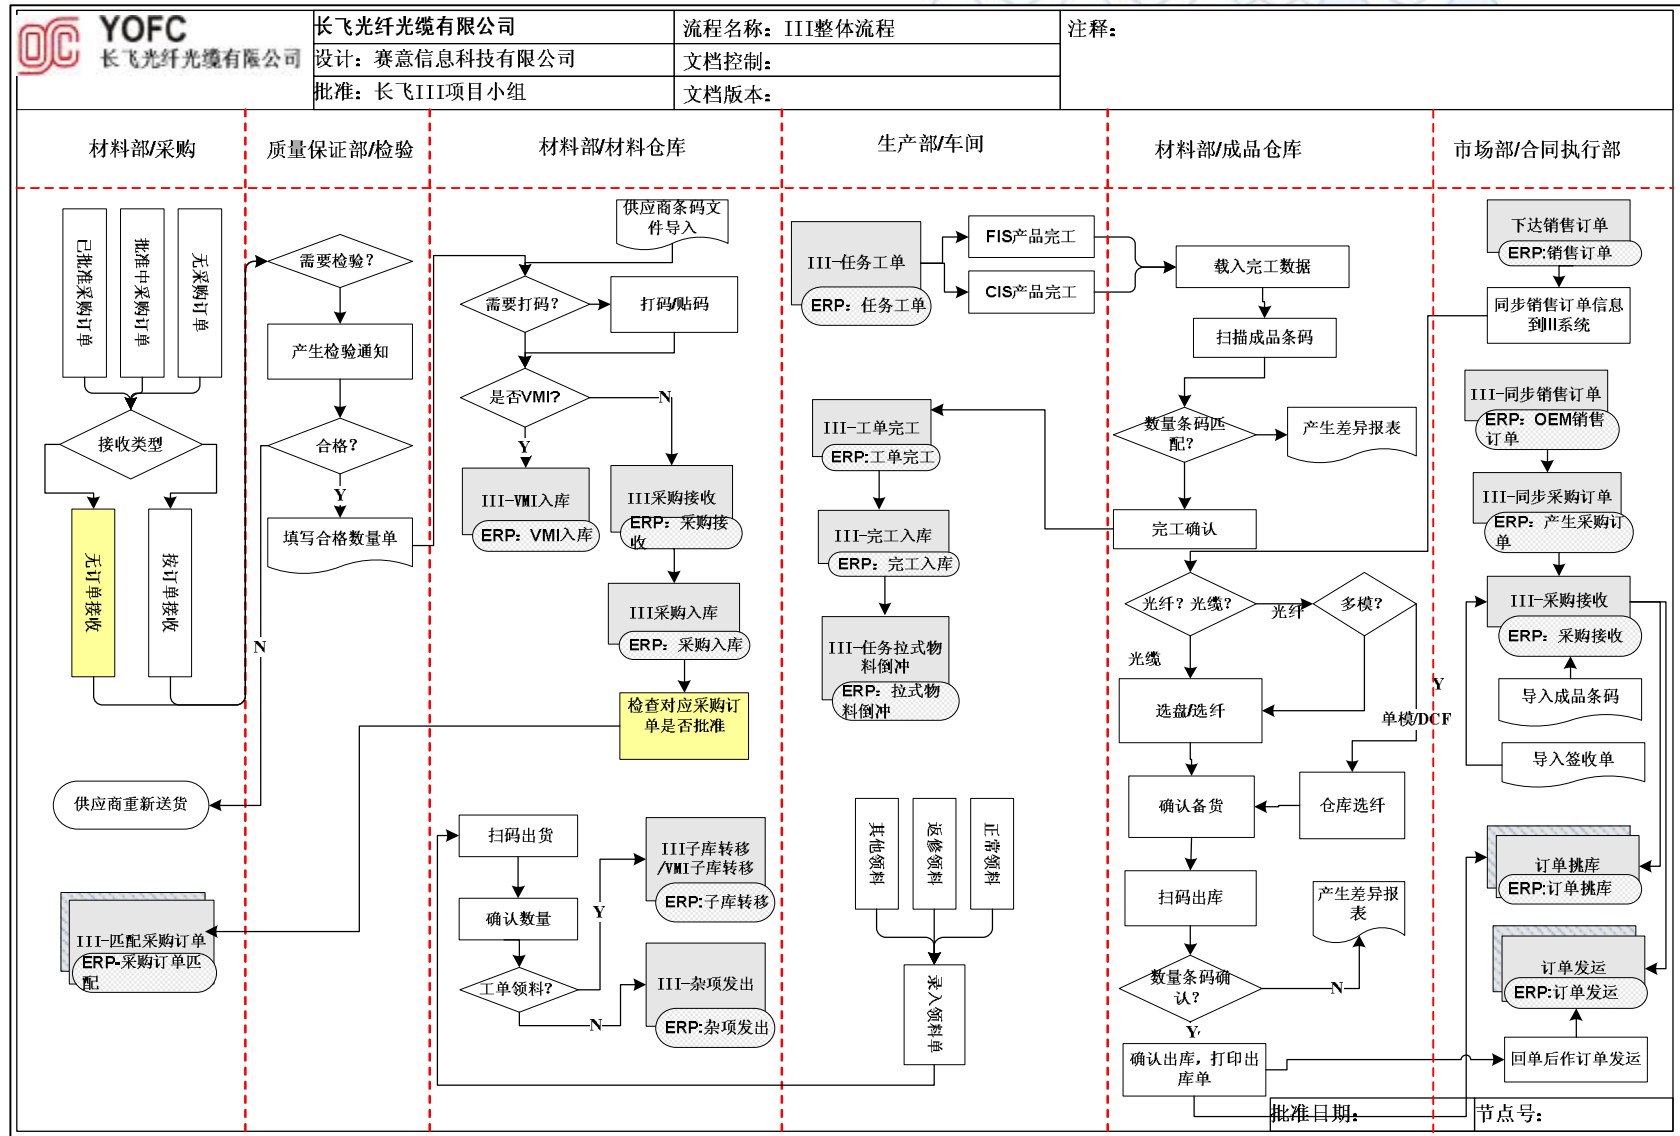 YOFC
长飞光纤光缆有限公司
长飞光纤光缆有限公司
设计：赛意信息科技有限公司
批准：长飞III项目小组
流程名称：III整体流程
文档控制：
文档版本：
注释：
材料部/采购
质量保证部/检验
材料部/材料仓库
生产部/车间
材料部/成品仓库
市场部/合同执行部
已批准采购订单
批准中采购订单
无采购订单
接收类型
无订单接收
按订单接收
供应商重新送货
III-匹配采购订单
ERP-采购订单匹
配
需要检验？
产生检验通知
合格？
Y
填写合格数量单
N
供应商条码文
件导入
需要打码？
打码/贴码
是否VMI？
N
Y
III-VMI入库
ERP：VMI入库
III采购接收
ERP：采购接
收
III采购入库
ERP：采购入库
检查对应采购订
单是否批准
扫码出货
确认数量
工单领料？
Y
N
III子库转移
/VMI子库转移
ERP:子库转移
III-杂项发出
ERP:杂项发出
III-任务工单
ERP：任务工单
FIS产品完工
CIS产品完工
III-工单完工
ERP:工单完工
III-完工入库
ERP：完工入库
III-任务拉式物
料倒冲
ERP：拉式物
料倒冲
其他领料
返修领料
正常领料
录入领料单
载入完工数据
扫描成品条码
数量条码匹
配？
产生差异报表
完工确认
光纤？光缆？
光纤
多模？
光缆
Y
单模/DCF
选盘/选纤
确认备货
仓库选纤
扫码出库
产生差异报
表
数量条码确
认？
N
Y
确认出库，打印出
库单
下达销售订单
ERP:销售订单
同步销售订单信息
到III系统
III-同步销售订单
ERP：OEM销售
订单
III-同步采购订单
ERP：产生采购订
单
III-采购接收
ERP：采购接收
导入成品条码
导入签收单
订单挑库
ERP:订单挑库
订单发运
ERP:订单发运
回单后作订单发运
批准日期：
节点号：